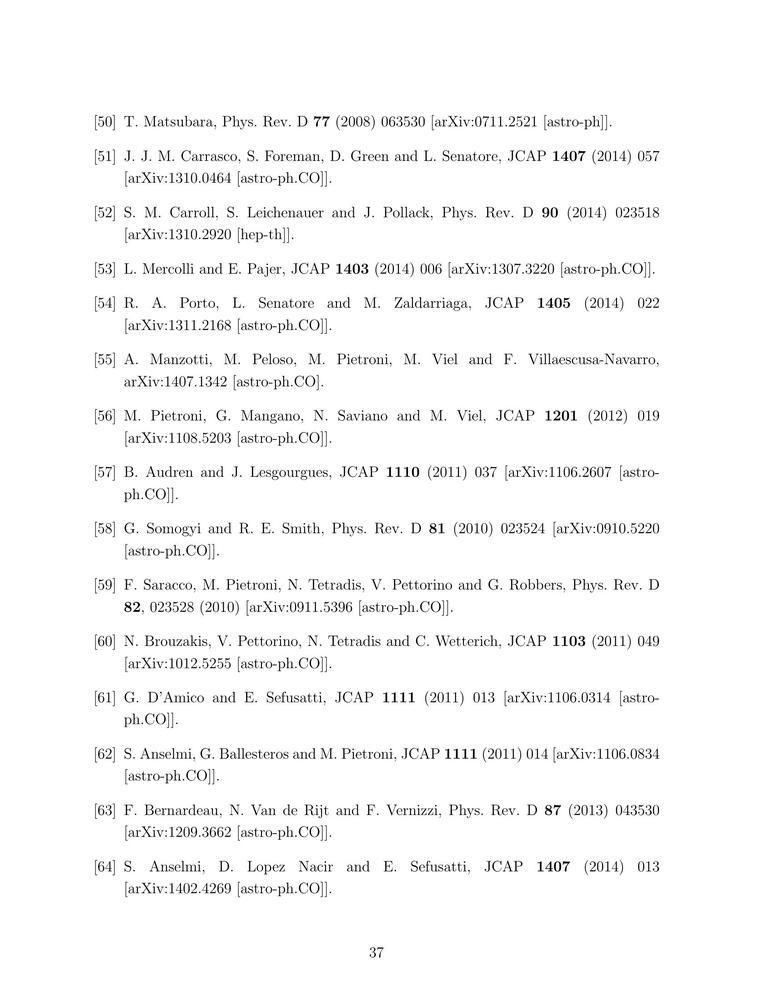 [50] T. Matsubara, Phys. Rev. D 77 (2008) 063530 [arXiv:0711.2521 [astro-ph]].
[51] J. J. M. Carrasco, S. Foreman, D. Green and L. Senatore, JCAP 1407 (2014) 057
[arXiv:1310.0464 [astro-ph.CO]].
[52] S. M. Carroll, S. Leichenauer and J. Pollack, Phys. Rev. D 90 (2014) 023518
[arXiv:1310.2920 [hep-th]].
[53] L. Mercolli and E. Pajer, JCAP 1403 (2014) 006 [arXiv:1307.3220 [astro-ph.CO]].
[54] R. A. Porto, L. Senatore and M. Zaldarriaga, JCAP 1405 (2014) 022
[arXiv:1311.2168 [astro-ph.CO]].
[55] A. Manzotti, M. Peloso, M. Pietroni, M. Viel and F. Villaescusa-Navarro,
arXiv:1407.1342 [astro-ph.CO].
[56] M. Pietroni, G. Mangano, N. Saviano and M. Viel, JCAP 1201 (2012) 019
[arXiv:1108.5203 [astro-ph.CO]].
[57] B. Audren and J. Lesgourgues, JCAP 1110 (2011) 037 [arXiv:1106.2607 [astro-
ph.CO]].
[58] G. Somogyi and R. E. Smith, Phys. Rev. D 81 (2010) 023524 [arXiv:0910.5220
[astro-ph.CO]].
[59] F. Saracco, M. Pietroni, N. Tetradis, V. Pettorino and G. Robbers, Phys. Rev. D
82, 023528 (2010) [arXiv:0911.5396 [astro-ph.CO]].
[60] N. Brouzakis, V. Pettorino, N. Tetradis and C. Wetterich, JCAP 1103 (2011) 049
[arXiv:1012.5255 [astro-ph.CO]].
[61] G. D'Amico and E. Sefusatti, JCAP 1111 (2011) 013 [arXiv:1106.0314 [astro-
ph.CO]].
[62] S. Anselmi, G. Ballesteros and M. Pietroni, JCAP 1111 (2011) 014 [arXiv:1106.0834
[astro-ph.CO]].
[63] F. Bernardeau, N. Van de Rijt and F. Vernizzi, Phys. Rev. D 87 (2013) 043530
[arXiv:1209.3662 [astro-ph.CO]].
[64] S. Anselmi, D. Lopez Nacir and E. Sefusatti, JCAP 1407 (2014) 013
[arXiv:1402.4269 [astro-ph.CO]].
37